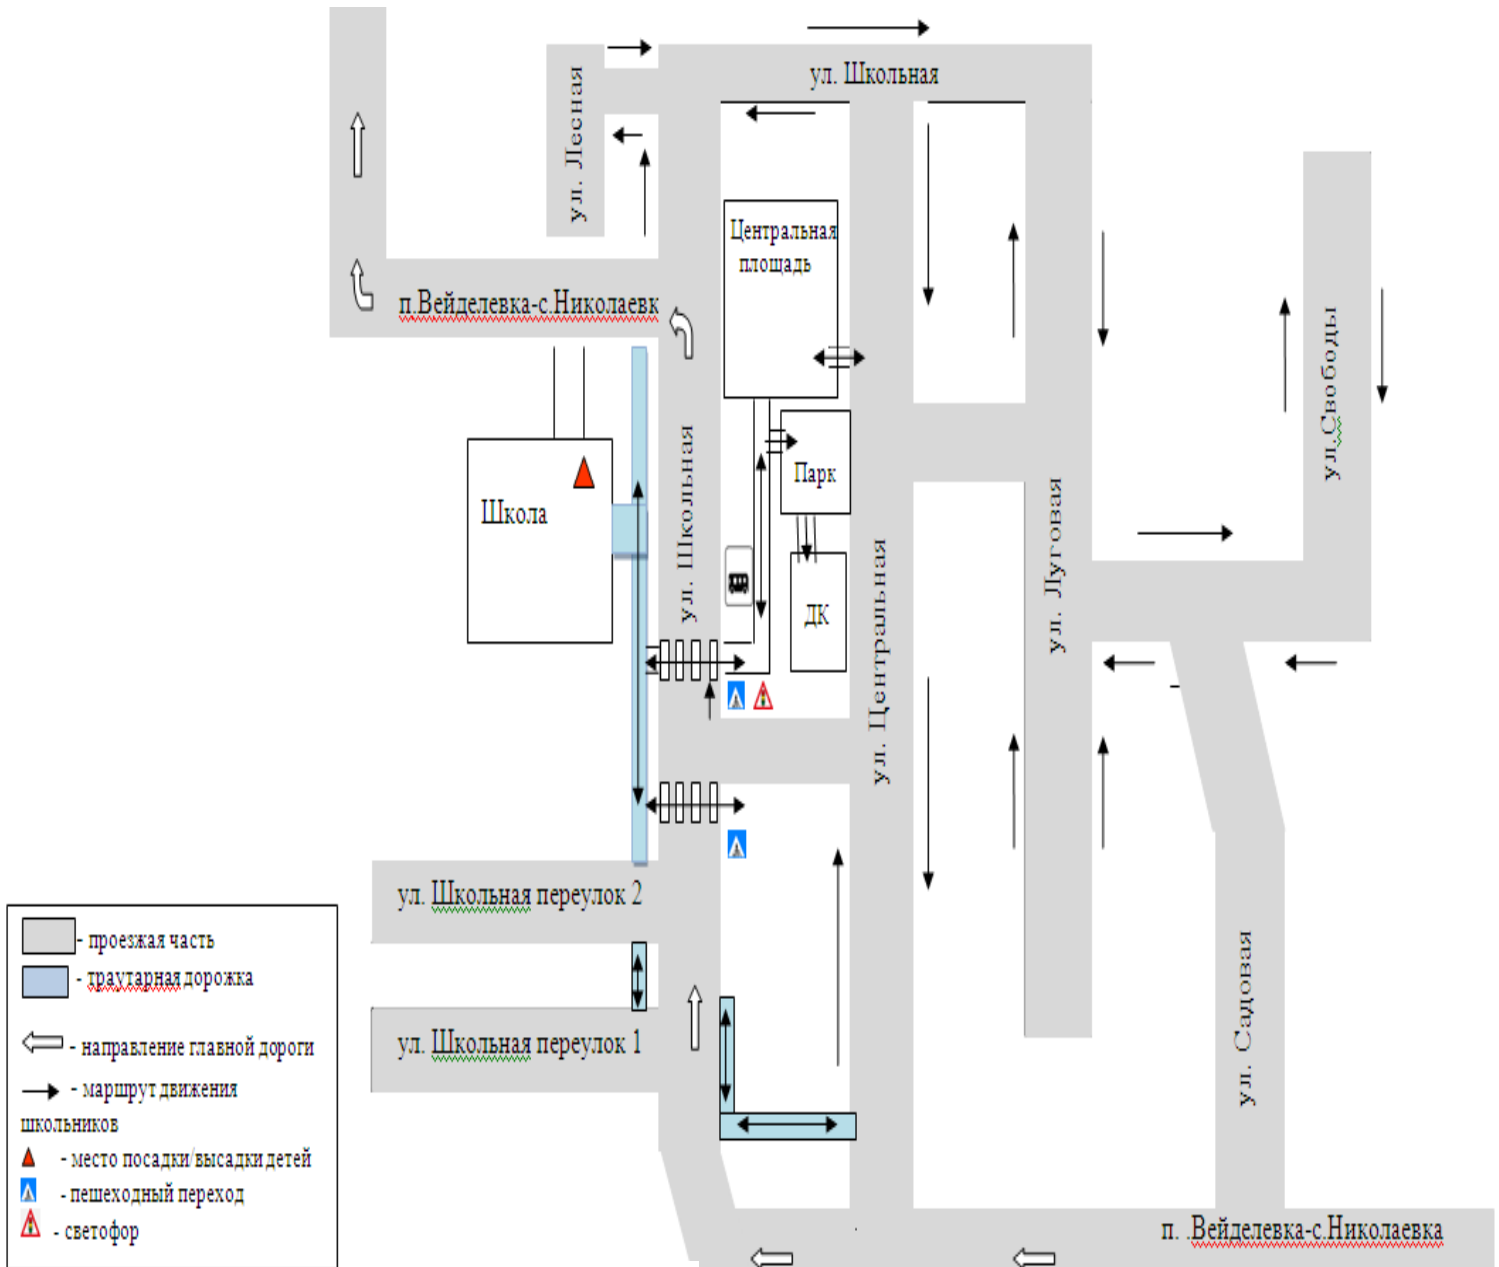 ул. Школьная
ул. Лесная
Центральная
площадь
п.Вейделевка-с.Николаевк
ул.Свободы
ул. Школьная
Парк
Школа
ул. Луговая
ДК
ул. Центральная
ул. Школьная переулок 2
ул. Садовая
ул. Школьная переулок 1
п. .Вейделевка-с.Николаевка
- проезжая часть
- траутарная дорожка
- направление главной дороги
- маршрут движения
школьников
- место посадки/высадки детей
- пешеходный переход
- светофор